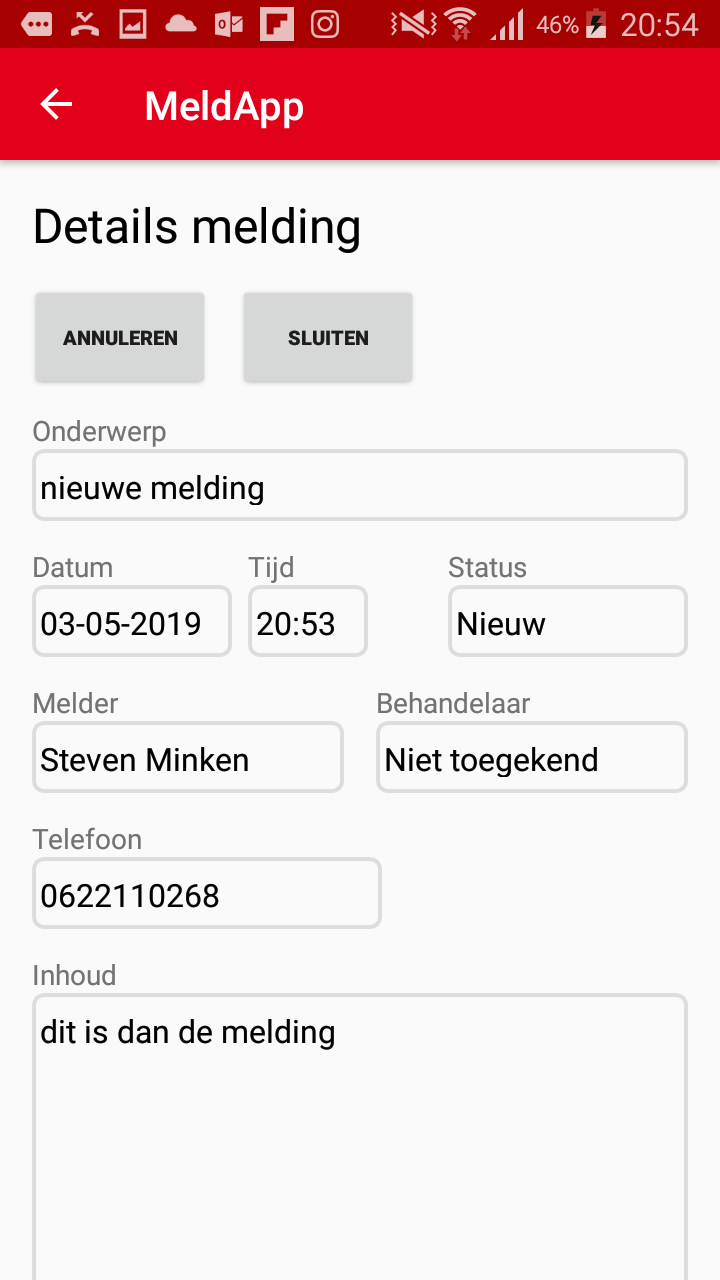 46% 20:54
MeldApp
Details melding
ANNULEREN SLUITEN
Onderwerp
nieuwe melding
Datum Tijd Status
03-05-2019 20:53 Nieuw
Melder Behandelaar
Steven Minken Niet toegekend
Telefoon
0622110268
Inhoud
dit is dan de melding